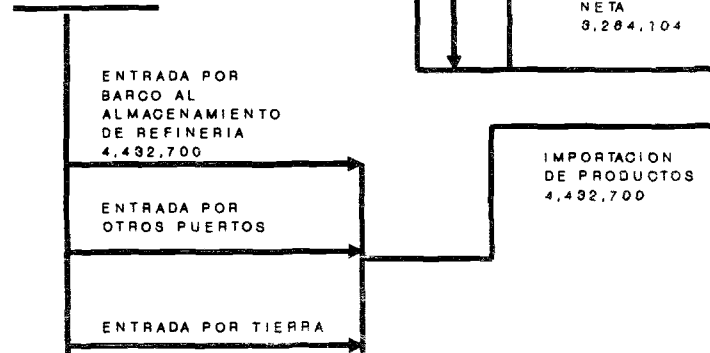 NETA
3,264,104
ENTRADA POR
BARCO AL
ALMACENAMIENTO
DE REFINERIA
4,432,700
IMPORTACION
DE PRODUCTOS
4,432,700
ENTRADA POR
OTROS PUERTOS
ENTRADA POR TIERRA